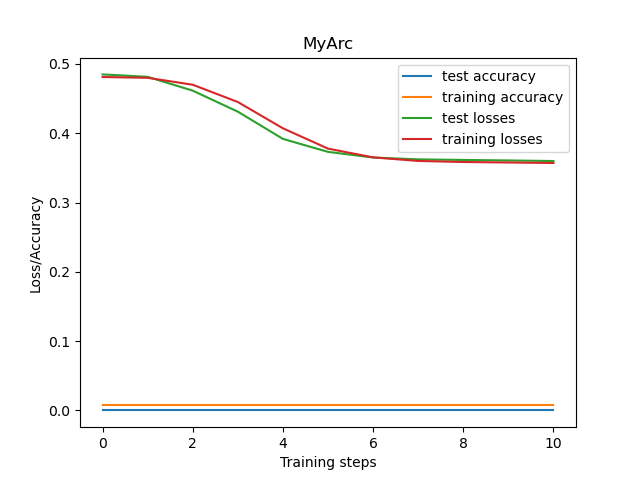 MyArc
0.5
0.4
0.3
0.2
0.1
0.0
Loss/Accuracy
test accuracy
training accuracy
test losses
training losses
0 2 4 6 8 10
Training steps